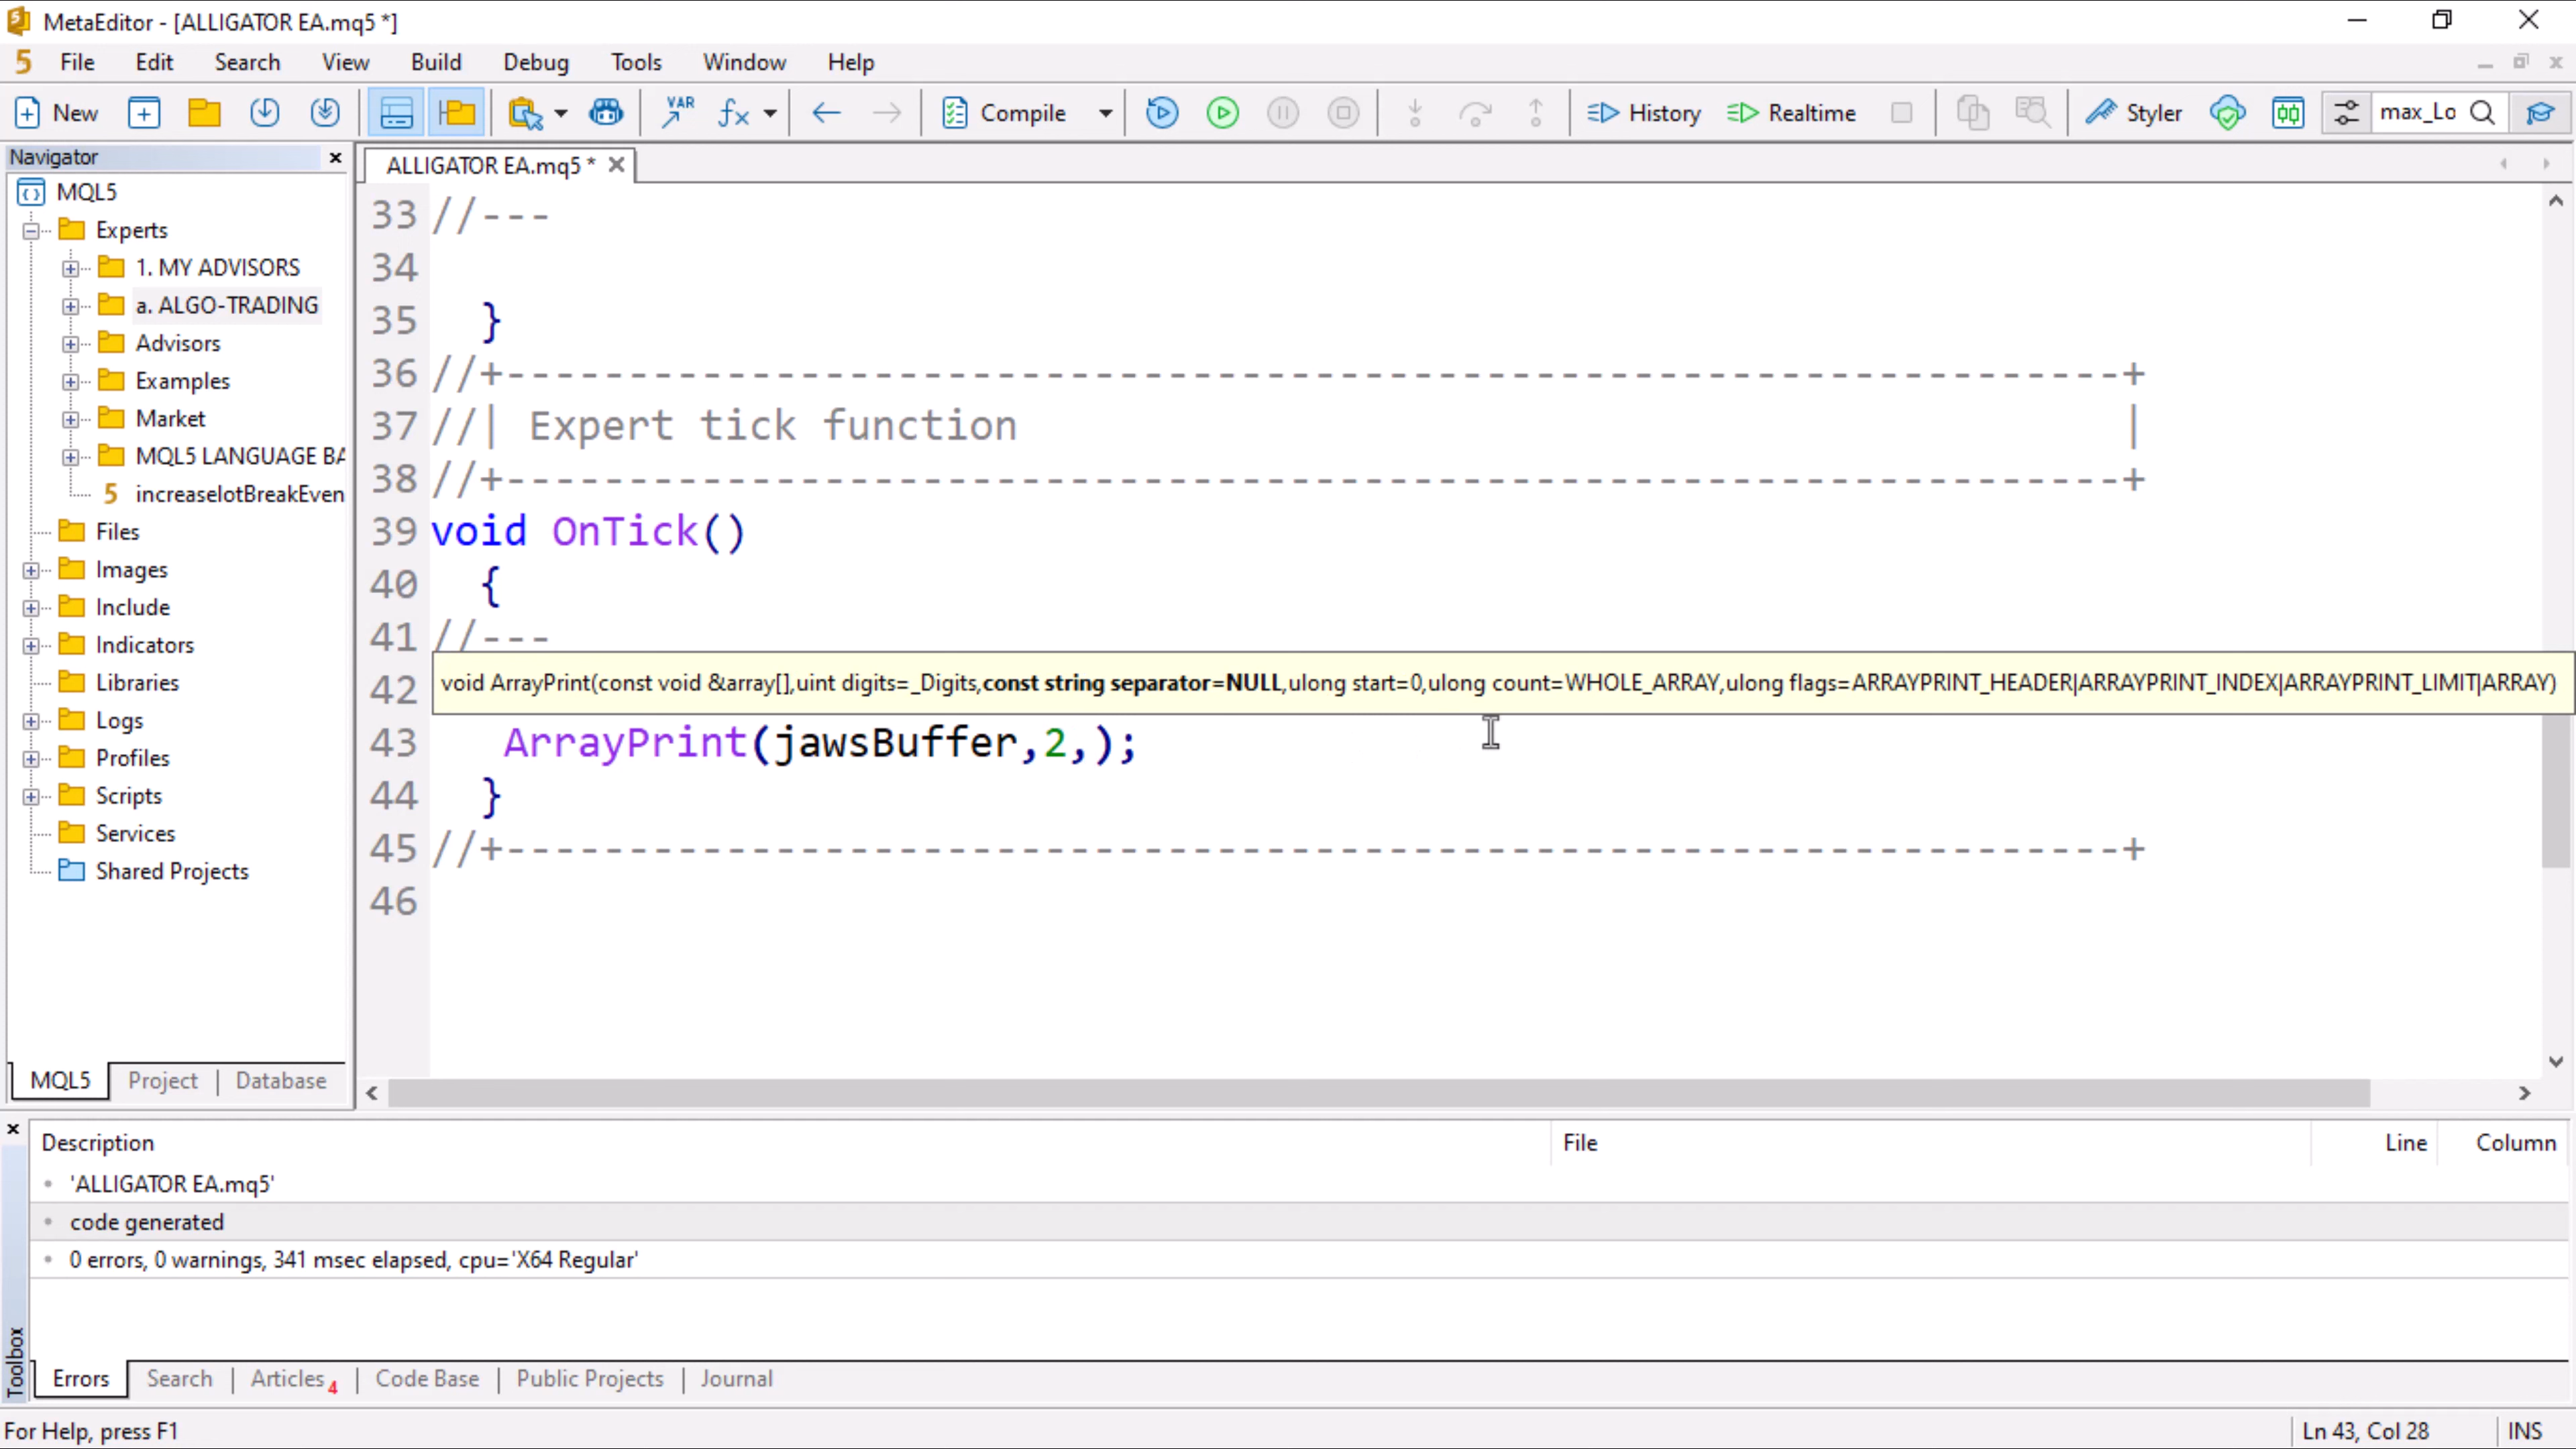 MetaEditor - [ALLIGATOR EA.mq5 *]
5 File Edit Search View Build Debug Tools Window Help
New VAR fx Compile History Realtime Styler max_Lo
Navigator
ALLIGATOR EA.mq5 *
MQL5
Experts
1. MY ADVISORS
a. ALGO-TRADING
Advisors
Examples
Market
MQL5 LANGUAGE BA
5 increaselotBreakEven
Files
Images
Include
Indicators
Libraries
Logs
Profiles
Scripts
Services
Shared Projects
MQL5 Project Database
33 //---
34
35 }
36 //+------------------------------------------------------------------+
37 //| Expert tick function |
38 //+------------------------------------------------------------------+
39 void OnTick()
40 {
41 //---
42 void ArrayPrint(const void &array[],uint digits=_Digits,const string separator=NULL,ulong start=0,ulong count=WHOLE_ARRAY,ulong flags=ARRAYPRINT_HEADER|ARRAYPRINT_INDEX|ARRAYPRINT_LIMIT|ARRAY)
43 ArrayPrint(jawsBuffer,2,);
44 }
45 //+------------------------------------------------------------------+
46
Description File Line Column
'ALLIGATOR EA.mq5'
code generated
0 errors, 0 warnings, 341 msec elapsed, cpu='X64 Regular'
Toolbox
Errors Search Articles 4 Code Base Public Projects Journal
For Help, press F1 Ln 43, Col 28 INS